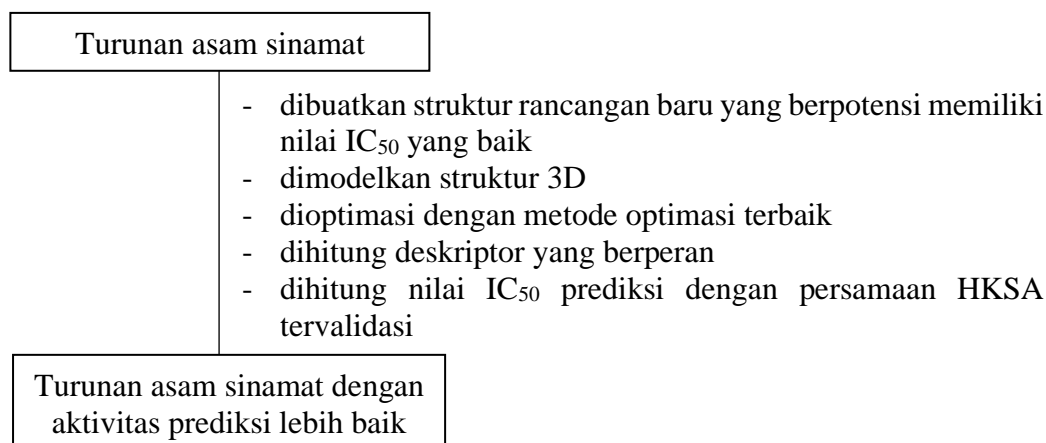 Turunan asam sinamat
- dibuatkan struktur rancangan baru yang berpotensi memiliki
nilai IC₅₀ yang baik
- dimodelkan struktur 3D
- dioptimasi dengan metode optimasi terbaik
- dihitung deskriptor yang berperan
- dihitung nilai IC₅₀ prediksi dengan persamaan HKSA
tervalidasi
Turunan asam sinamat dengan
aktivitas prediksi lebih baik